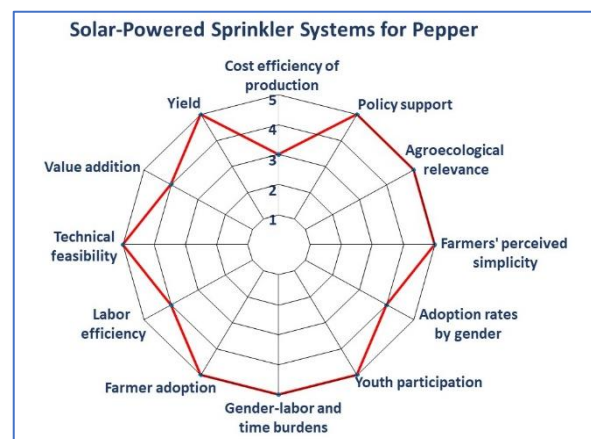 Solar-Powered Sprinkler Systems for Pepper
Cost efficiency of
production
Policy support
Agroecological
relevance
Farmers' perceived
simplicity
Adoption rates
by gender
Youth participation
Gender-labor and
time burdens
Farmer adoption
Labor
efficiency
Technical
feasibility
Value addition
Yield
5
4
3
2
1